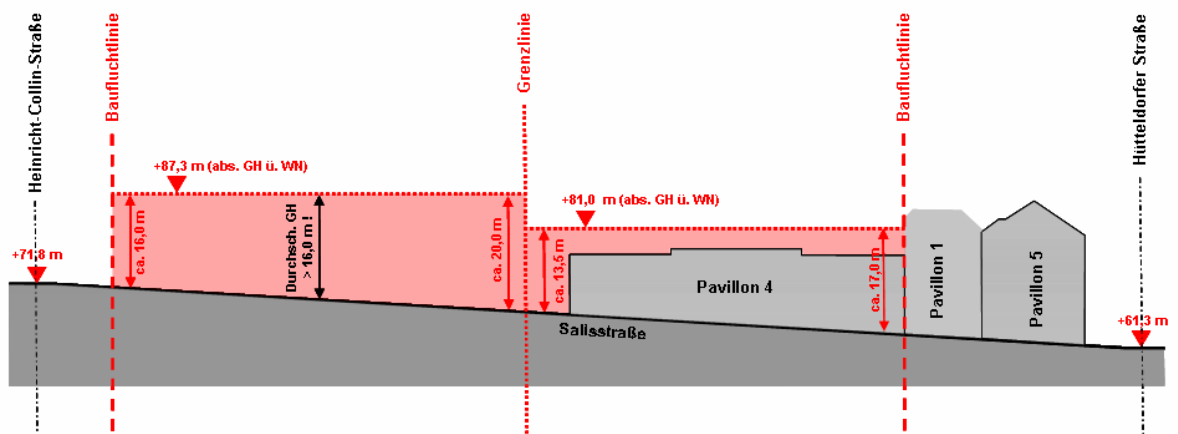 Heinricht-Collin-Straße
Baufluchtlinie
Grenzlinie
Baufluchtlinie
Hütteldorfer Straße
+87,3 m (abs. GH ü. WN)
+81,0 m (abs. GH ü. WN)
+71,8 m
ca. 16,0 m
Durchsch. GH
> 16,0 m !
ca. 20,0 m
ca. 13,5 m
Pavillon 4
ca. 17,0 m
Pavillon 1
Pavillon 5
+61,3 m
Salisstraße